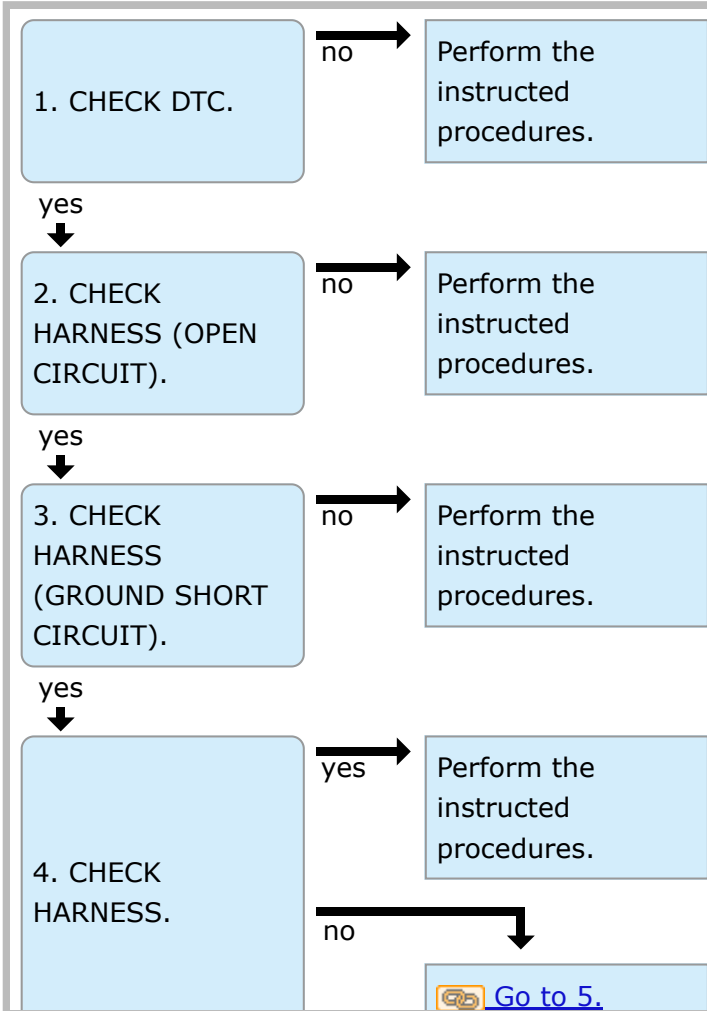 1. CHECK DTC.
no
Perform the
instructed
procedures.
yes
2. CHECK
HARNESS (OPEN
CIRCUIT).
no
Perform the
instructed
procedures.
yes
3. CHECK
HARNESS
(GROUND SHORT
CIRCUIT).
no
Perform the
instructed
procedures.
yes
4. CHECK
HARNESS.
yes
Perform the
instructed
procedures.
no
Go to 5.